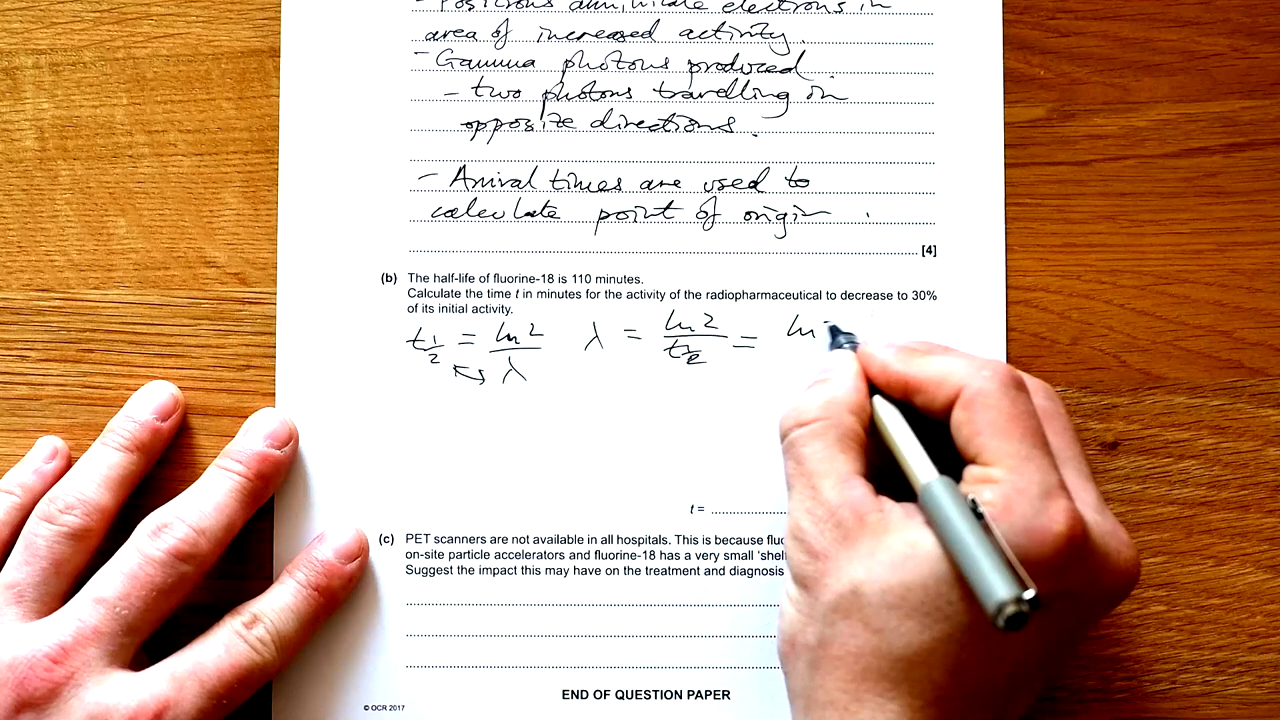 - Positrons annihilate electrons in
area of increased activity.
- Gamma photons produced
- two photons travelling in
opposite directions.
- Arrival times are used to
calculate point of origin.
[4]
(b) The half-life of fluorine-18 is 110 minutes.
Calculate the time t in minutes for the activity of the radiopharmaceutical to decrease to 30%
of its initial activity.
t½ = ln2/λ λ = ln2/t½ = ln
t =
(c) PET scanners are not available in all hospitals. This is because
on-site particle accelerators and fluorine-18 has a very small
Suggest the impact this may have on the treatment and diagnosis
END OF QUESTION PAPER
© OCR 2017